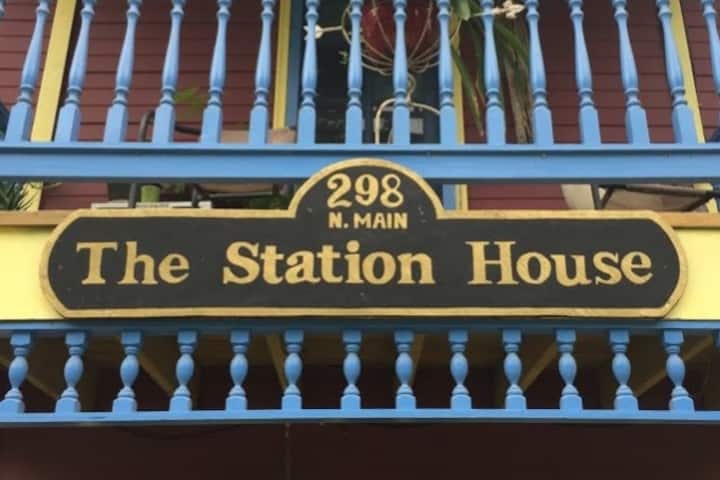 298
N. MAIN
The Station House